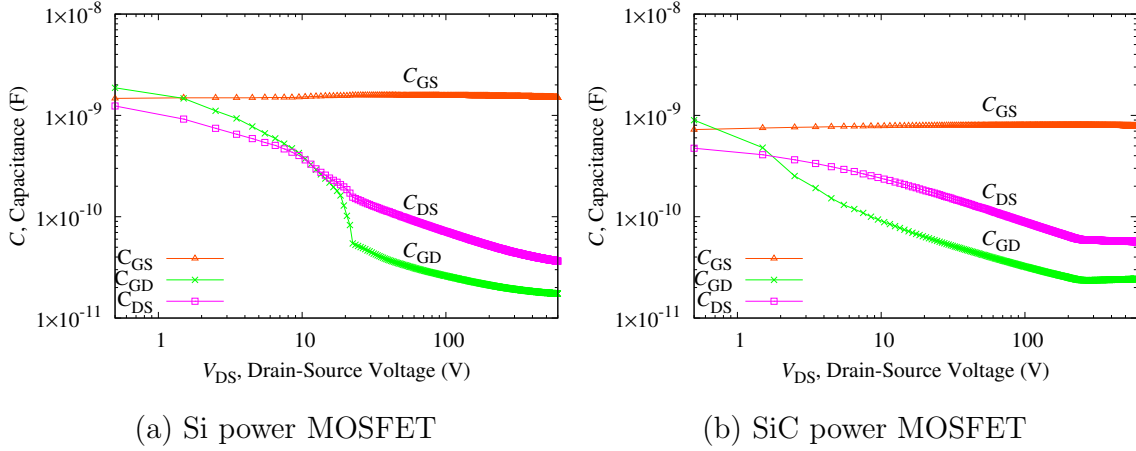 1×10⁻⁸
1×10⁻⁹
1×10⁻¹⁰
1×10⁻¹¹
C, Capacitance (F)
C_GS
C_DS
C_GD
C_GS
C_GD
C_DS
1 10 100
V_DS, Drain-Source Voltage (V)
(a) Si power MOSFET
1×10⁻⁸
1×10⁻⁹
1×10⁻¹⁰
1×10⁻¹¹
C, Capacitance (F)
C_GS
C_DS
C_GD
C_GS
C_GD
C_DS
1 10 100
V_DS, Drain-Source Voltage (V)
(b) SiC power MOSFET